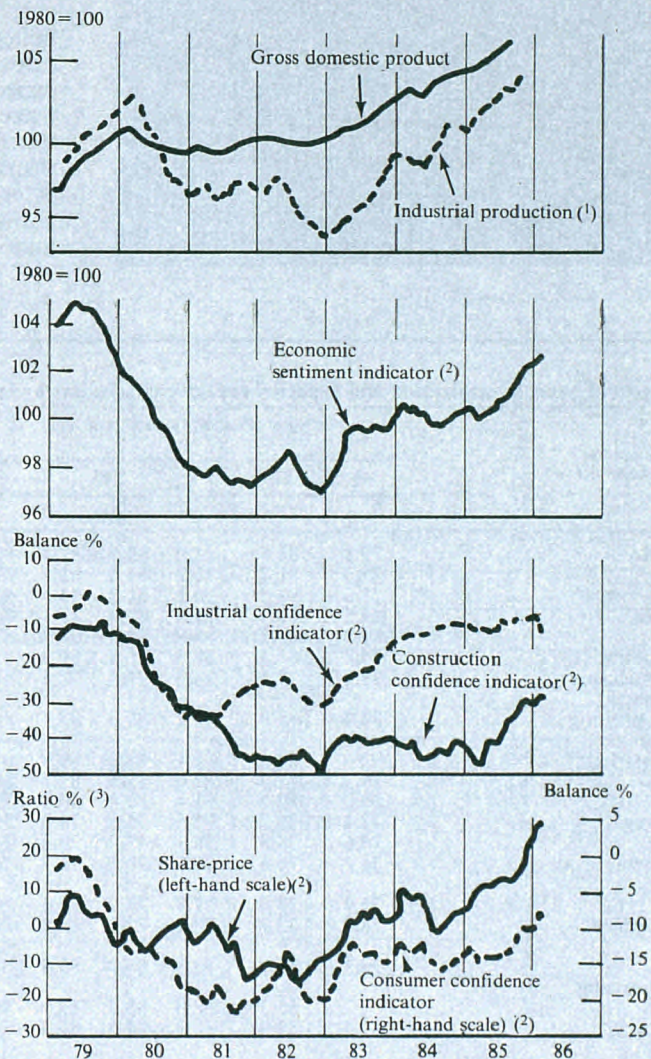 1980 = 100
105
100
95
Gross domestic product
Industrial production (¹)
1980 = 100
104
102
100
98
96
Economic
sentiment indicator (²)
Balance %
10
0
−10
−20
−30
−40
−50
Industrial confidence
indicator (²)
Construction
confidence indicator (²)
Ratio % (³)
Balance %
30
20
10
0
−10
−20
−30
5
0
−5
−10
−15
−20
−25
Share-price
(left-hand scale)(²)
Consumer confidence
indicator
(right-hand scale) (²)
79 80 81 82 83 84 85 86